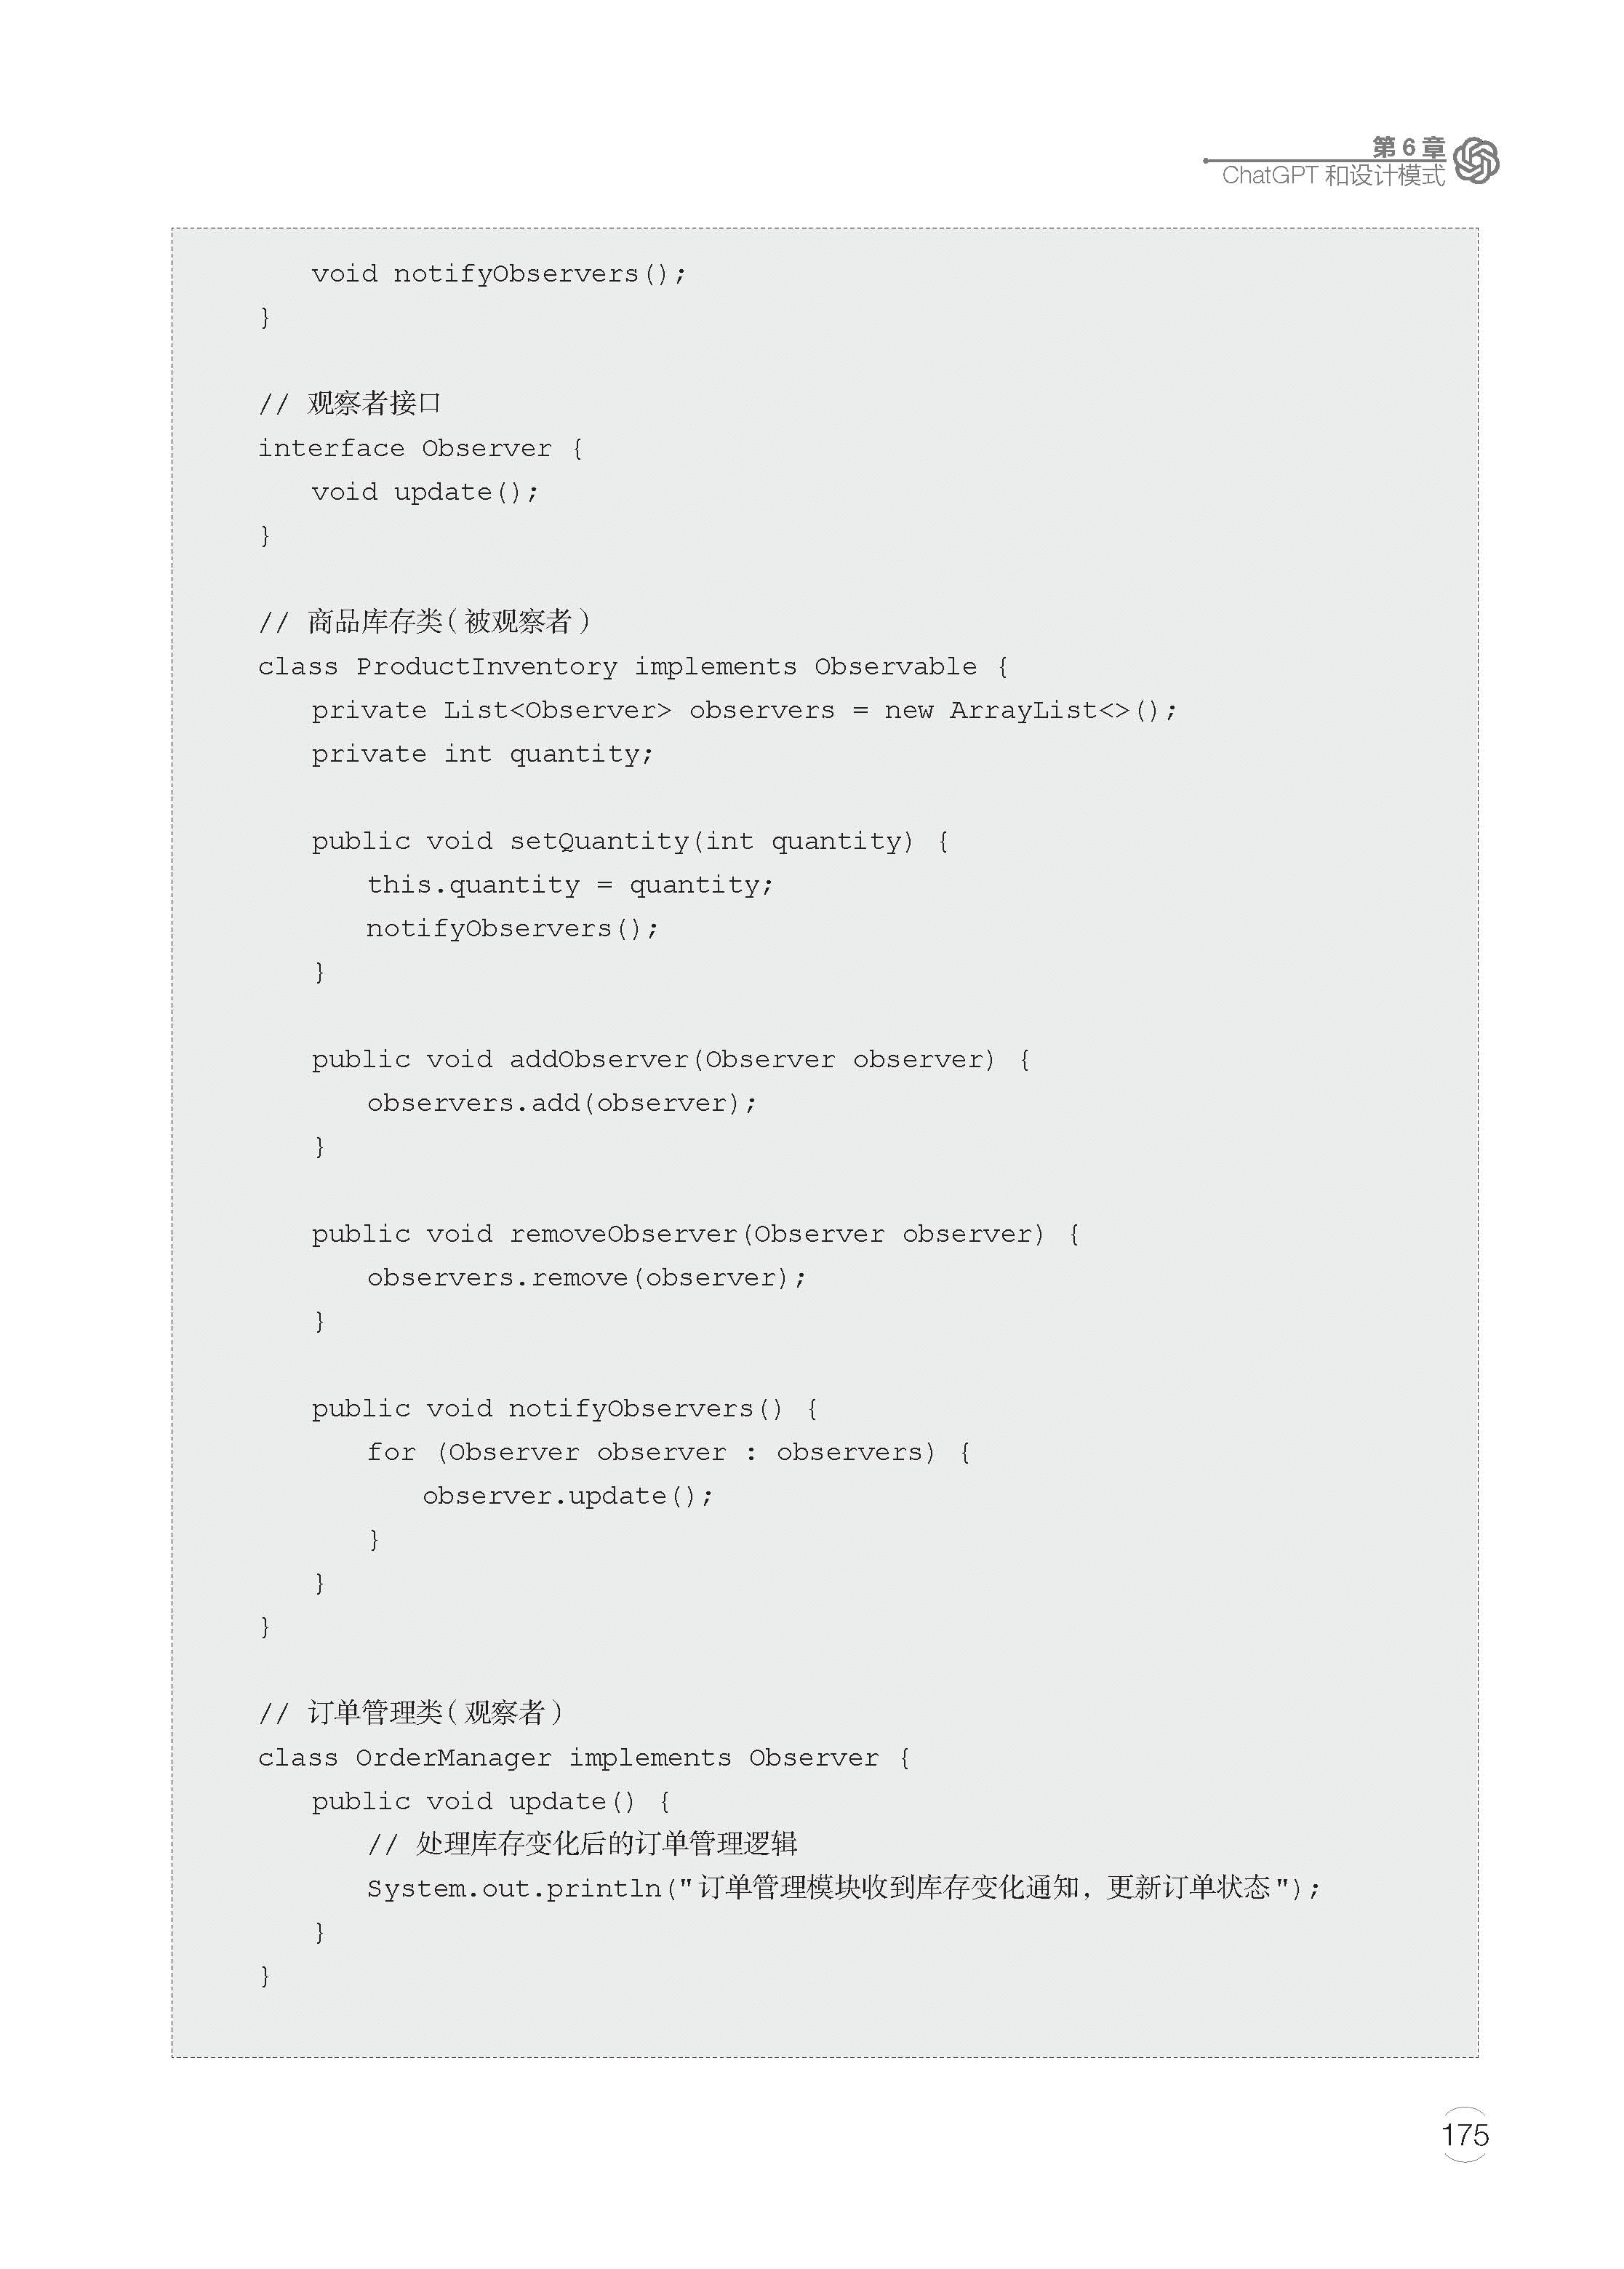 第 6 章
ChatGPT 和设计模式
    void notifyObservers();
}

// 观察者接口
interface Observer {
    void update();
}

// 商品库存类（被观察者）
class ProductInventory implements Observable {
    private List<Observer> observers = new ArrayList<>();
    private int quantity;

    public void setQuantity(int quantity) {
        this.quantity = quantity;
        notifyObservers();
    }

    public void addObserver(Observer observer) {
        observers.add(observer);
    }

    public void removeObserver(Observer observer) {
        observers.remove(observer);
    }

    public void notifyObservers() {
        for (Observer observer : observers) {
            observer.update();
        }
    }
}

// 订单管理类（观察者）
class OrderManager implements Observer {
    public void update() {
        // 处理库存变化后的订单管理逻辑
        System.out.println("订单管理模块收到库存变化通知，更新订单状态");
    }
}
175